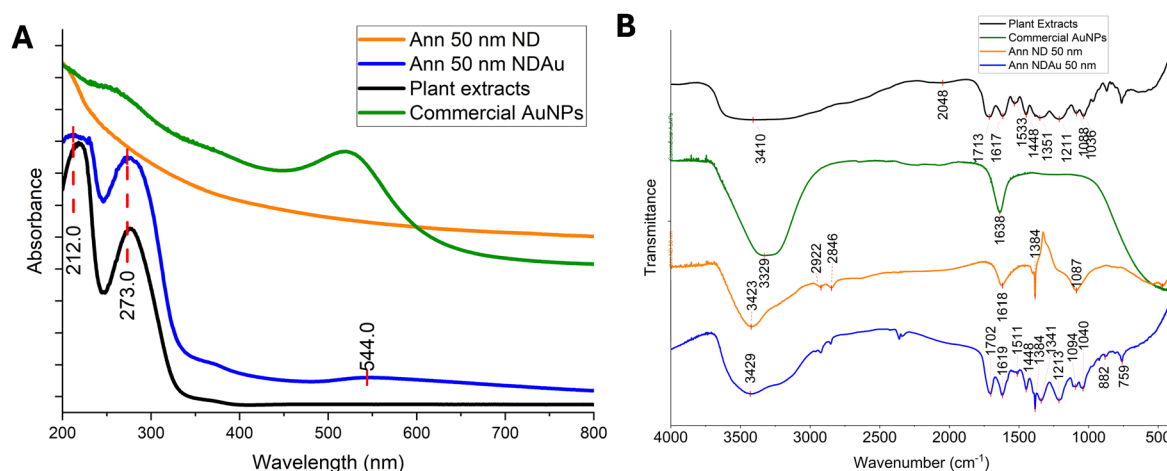 A
Ann 50 nm ND
Ann 50 nm NDAu
Plant extracts
Commercial AuNPs
Absorbance
212.0
273.0
544.0
200 300 400 500 600 700 800
Wavelength (nm)
B
Plant Extracts
Commercial AuNPs
Ann ND 50 nm
Ann NDAu 50 nm
Transmittance
3410
2048
1713
1617
1533
1448
1351
1211
1088
1036
Commercial AuNPs
3329
1638
3423
2922
2846
1618
1384
1087
3429
1702
1619
1511
1448
1384
1341
1213
1094
1040
882
759
4000 3500 3000 2500 2000 1500 1000 500
Wavenumber (cm⁻¹)